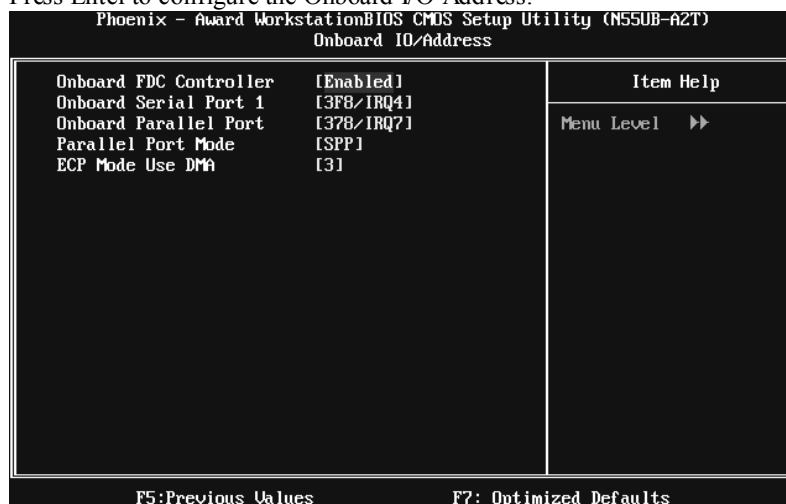 Press Enter to configure the Onboard I/O Address.
Phoenix - Award WorkstationBIOS CMOS Setup Utility (N55UB-A2T)
Onboard IO/Address
Onboard FDC Controller [Enabled]
Onboard Serial Port 1 [3F8/IRQ4]
Onboard Parallel Port [378/IRQ7]
Parallel Port Mode [SPP]
ECP Mode Use DMA [3]
Item Help
Menu Level ▶▶
F5:Previous Values F7: Optimized Defaults